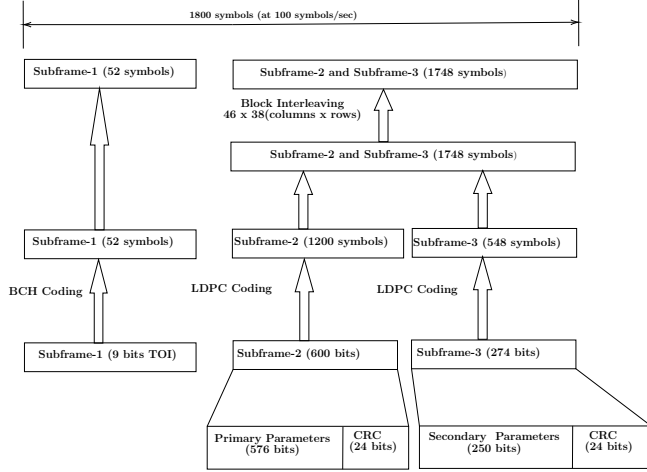 1800 symbols (at 100 symbols/sec)
Subframe-1 (52 symbols)
Subframe-2 and Subframe-3 (1748 symbols)
Block Interleaving
46 x 38(columns x rows)
Subframe-2 and Subframe-3 (1748 symbols)
Subframe-1 (52 symbols)
Subframe-2 (1200 symbols)
Subframe-3 (548 symbols)
BCH Coding
LDPC Coding
LDPC Coding
Subframe-1 (9 bits TOI)
Subframe-2 (600 bits)
Subframe-3 (274 bits)
Primary Parameters
(576 bits)
CRC
(24 bits)
Secondary Parameters
(250 bits)
CRC
(24 bits)